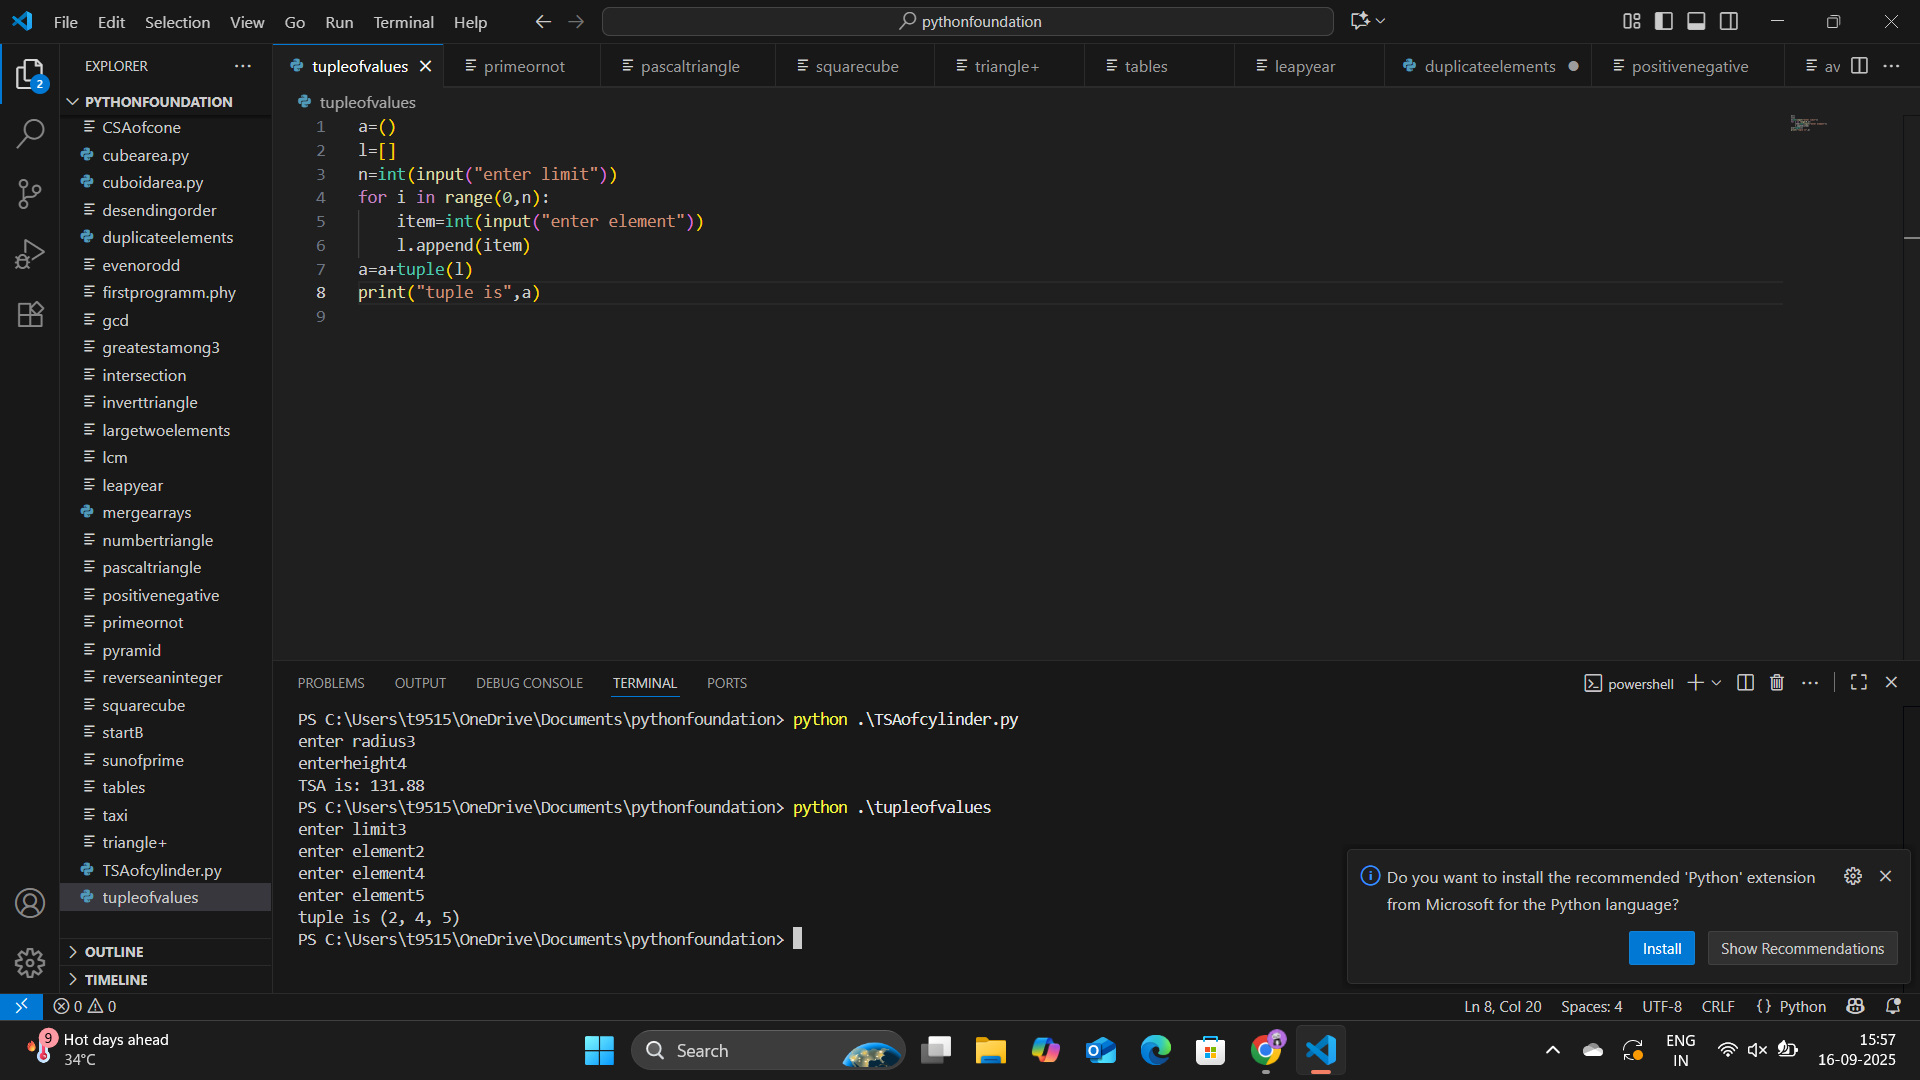 File Edit Selection View Go Run Terminal Help
pythonfoundation
EXPLORER
2
PYTHONFOUNDATION
CSAofcone
cubearea.py
cuboidarea.py
desendingorder
duplicateelements
evenorodd
firstprogramm.phy
gcd
greatestamong3
intersection
inverttriangle
largetwoelements
lcm
leapyear
mergearrays
numbertriangle
pascaltriangle
positivenegative
primeornot
pyramid
reverseaninteger
squarecube
startB
sunofprime
tables
taxi
triangle+
TSAofcylinder.py
tupleofvalues
OUTLINE
TIMELINE
tupleofvalues primeornot pascaltriangle squarecube triangle+ tables leapyear duplicateelements positivenegative av
tupleofvalues
1 a=()
2 l=[]
3 n=int(input("enter limit"))
4 for i in range(0,n):
5     item=int(input("enter element"))
6     l.append(item)
7 a=a+tuple(l)
8 print("tuple is",a)
9
PROBLEMS OUTPUT DEBUG CONSOLE TERMINAL PORTS
powershell
PS C:\Users\t9515\OneDrive\Documents\pythonfoundation> python .\TSAofcylinder.py
enter radius3
enterheight4
TSA is: 131.88
PS C:\Users\t9515\OneDrive\Documents\pythonfoundation> python .\tupleofvalues
enter limit3
enter element2
enter element4
enter element5
tuple is (2, 4, 5)
PS C:\Users\t9515\OneDrive\Documents\pythonfoundation>
Do you want to install the recommended 'Python' extension
from Microsoft for the Python language?
Install Show Recommendations
0 0
Ln 8, Col 20 Spaces: 4 UTF-8 CRLF {} Python
9
Hot days ahead
34°C
Search
ENG
IN
15:57
16-09-2025